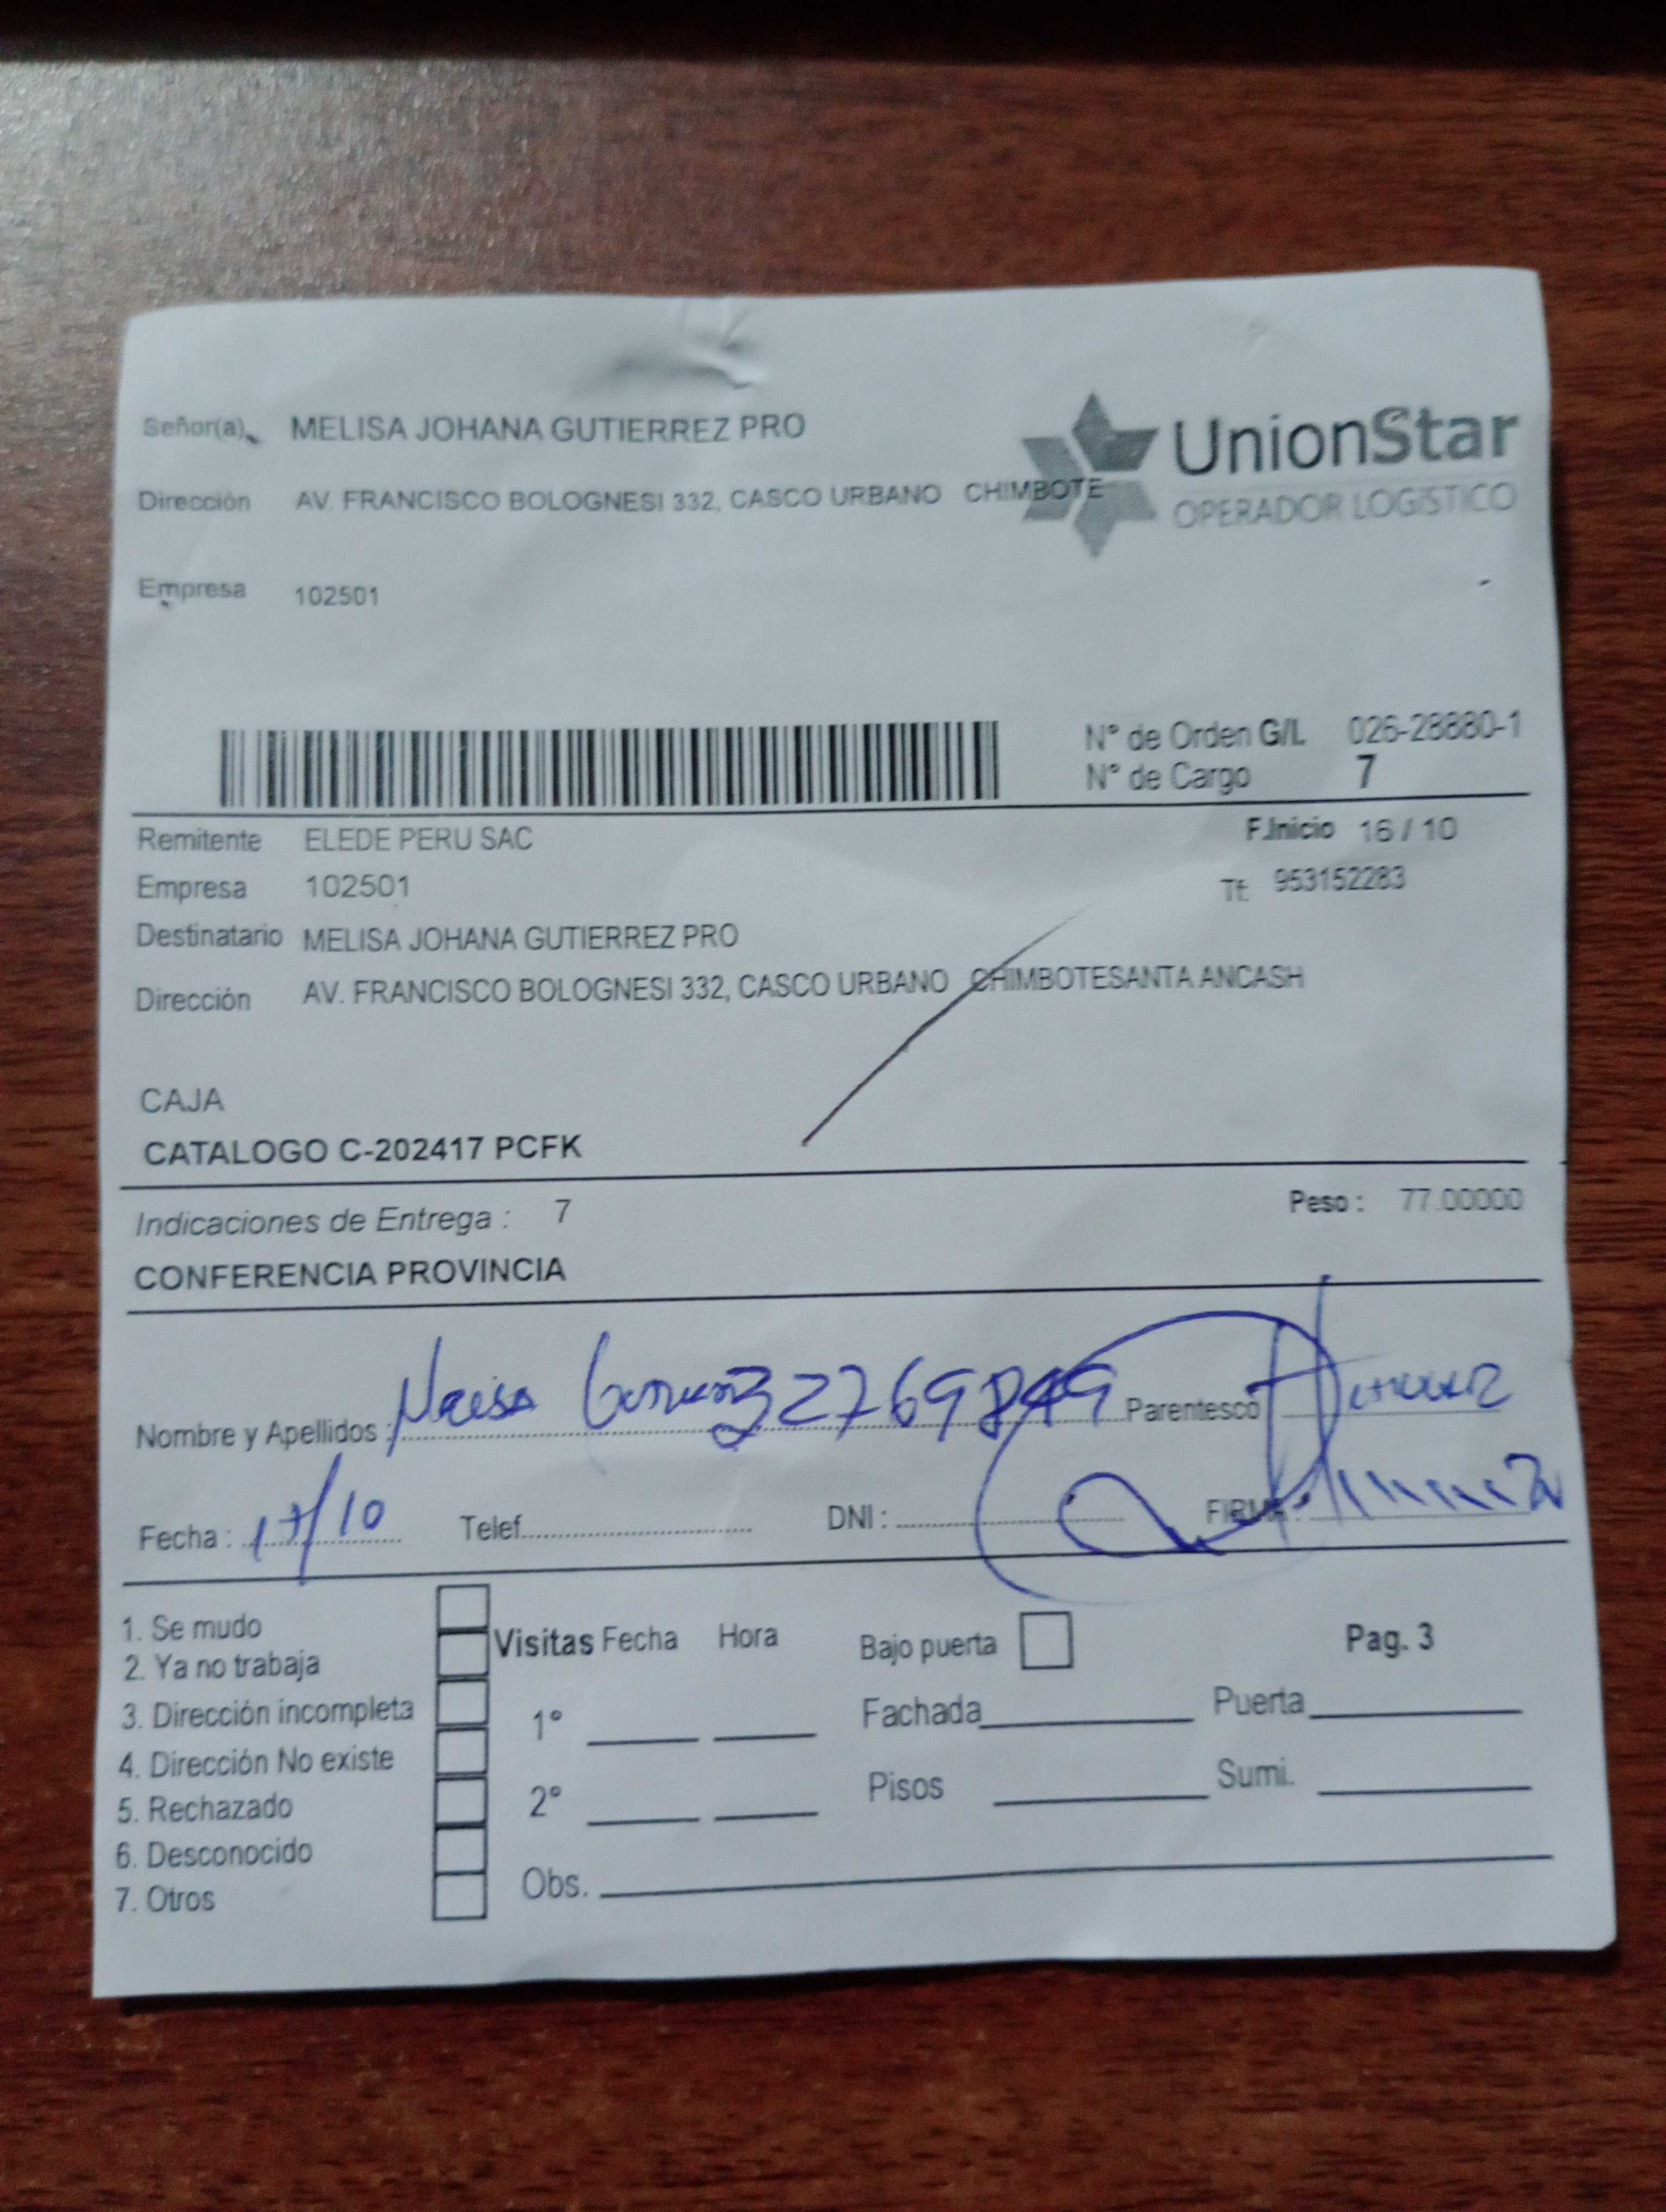 Señor(a) MELISA JOHANA GUTIERREZ PRO
UnionStar
OPERADOR LOGISTICO
Dirección AV. FRANCISCO BOLOGNESI 332, CASCO URBANO CHIMBOTE
Empresa 102501
N° de Orden G/L 026-28880-1
N° de Cargo 7
Remitente ELEDE PERU SAC F.Inicio 16 / 10
Empresa 102501 Tf: 953152283
Destinatario MELISA JOHANA GUTIERREZ PRO
Dirección AV. FRANCISCO BOLOGNESI 332, CASCO URBANO CHIMBOTESANTA ANCASH
CAJA
CATALOGO C-202417 PCFK
Indicaciones de Entrega : 7 Peso : 77.00000
CONFERENCIA PROVINCIA
Nombre y Apellidos : 32769849 Parentesco
Fecha : 17/10 Telef. DNI : FIRMA :
1. Se mudo
2. Ya no trabaja
3. Dirección incompleta
4. Dirección No existe
5. Rechazado
6. Desconocido
7. Otros
Visitas Fecha Hora
1°
2°
Obs.
Bajo puerta Pag. 3
Fachada Puerta
Pisos Sumi.